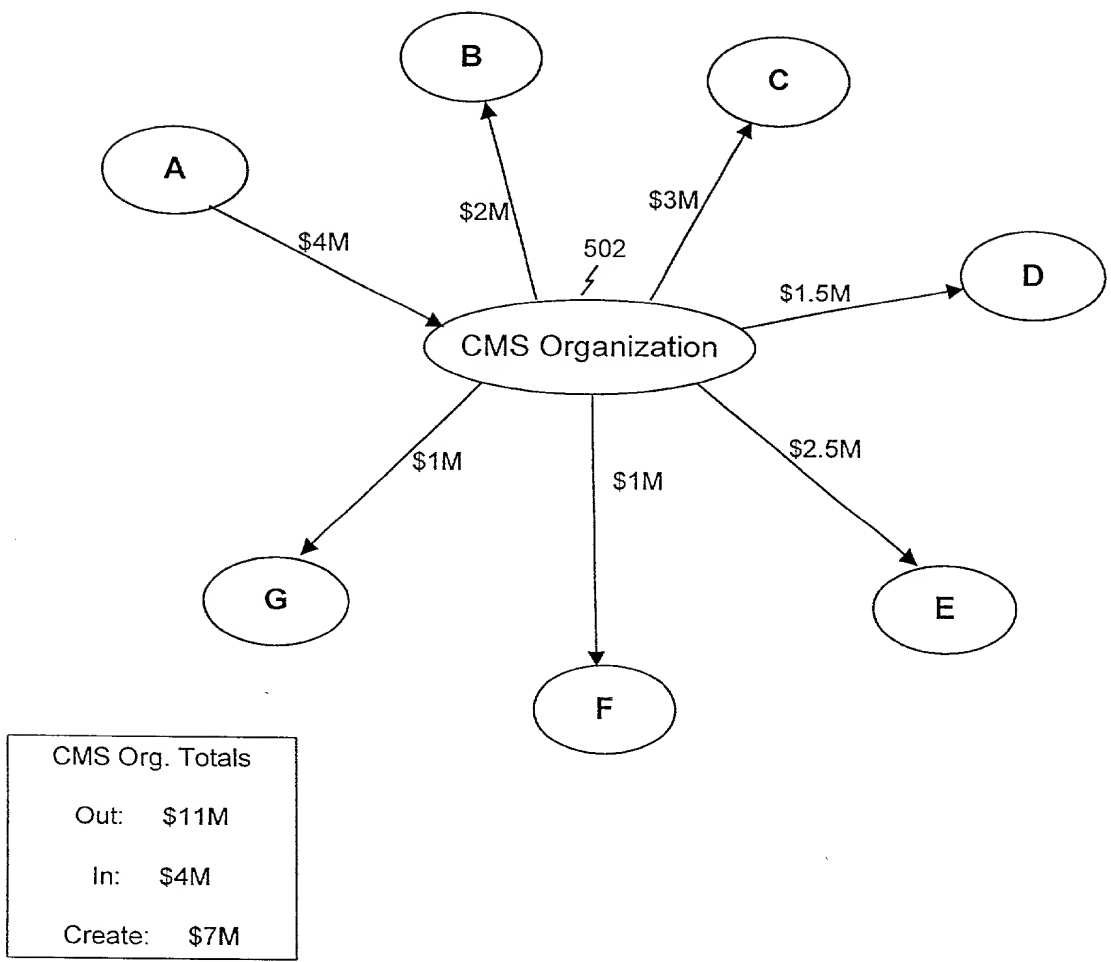 B
C
A
$2M
$3M
$4M
502
D
$1.5M
CMS Organization
$1M
$2.5M
$1M
G
E
F
CMS Org. Totals
Out: $11M
In: $4M
Create: $7M